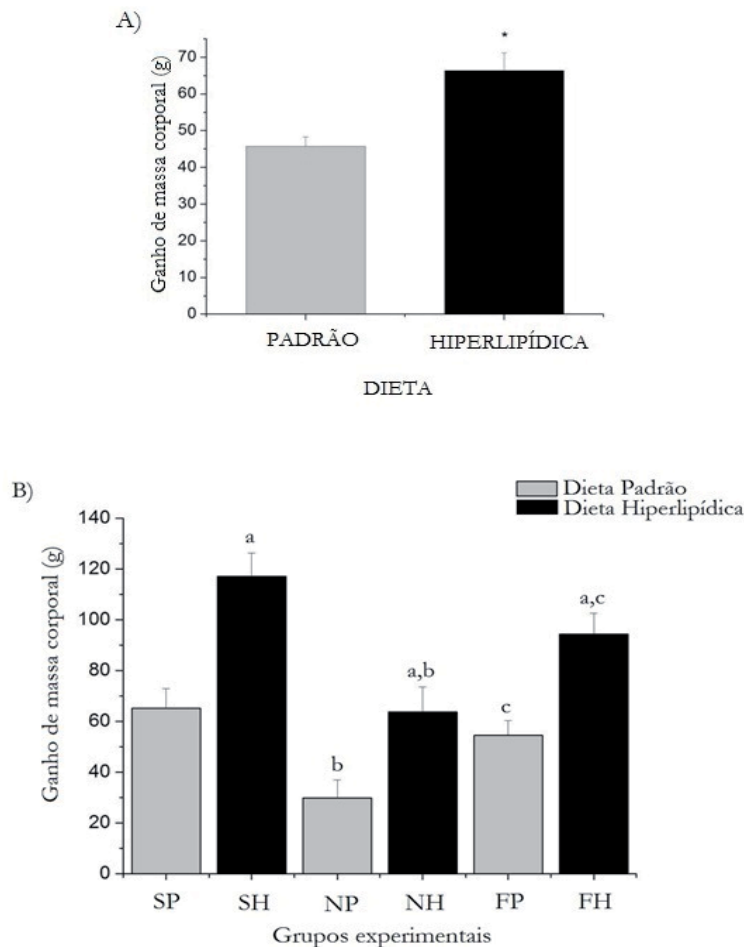 A)
*
Ganho de massa corporal (g)
70
60
50
40
30
20
10
0
PADRÃO HIPERLIPÍDICA
DIETA
B)
Dieta Padrão
Dieta Hiperlipídica
Ganho de massa corporal (g)
140
120
100
80
60
40
20
0
a
a,b
a,c
b
c
SP SH NP NH FP FH
Grupos experimentais